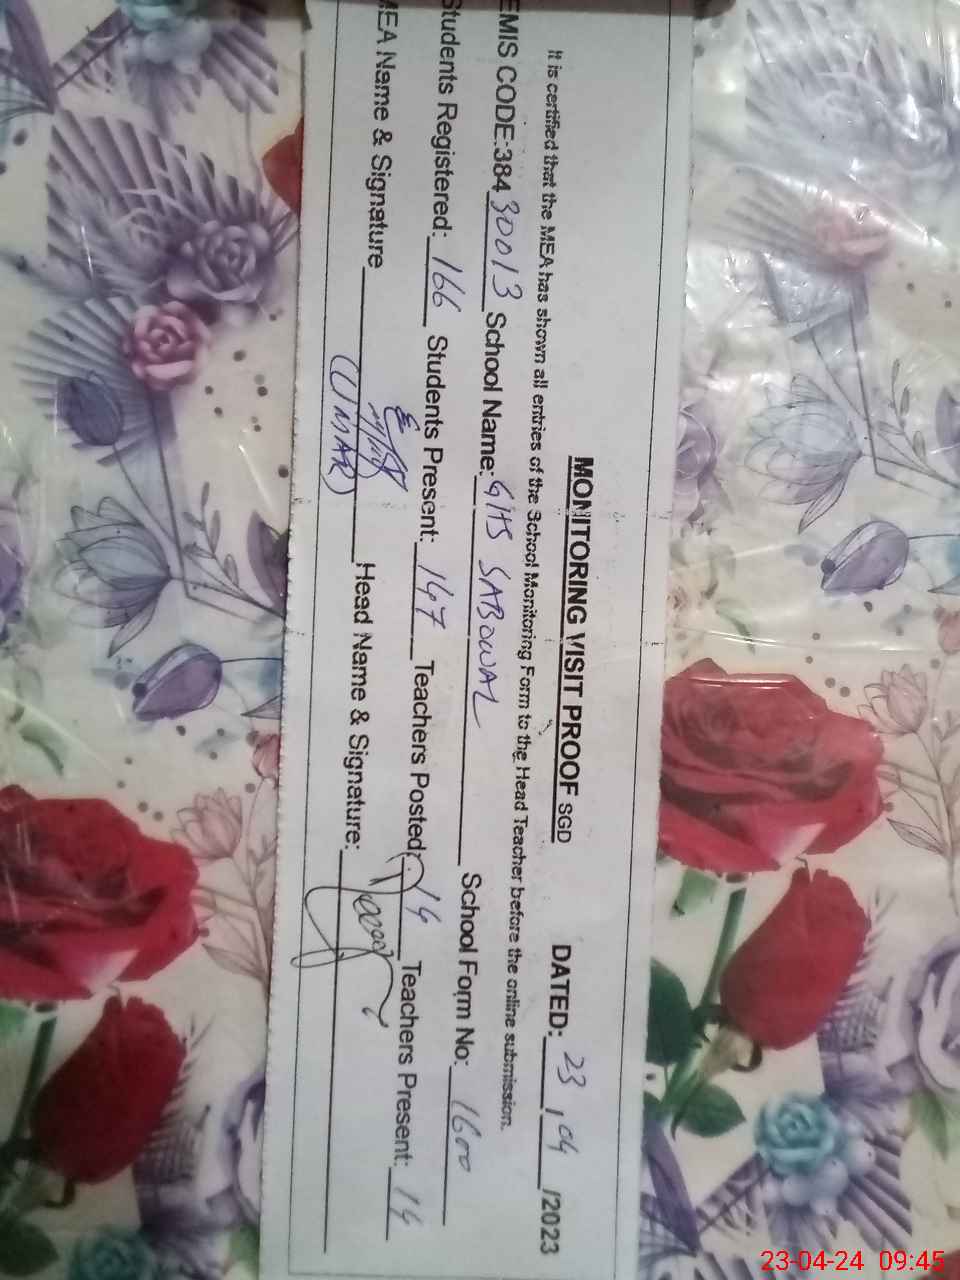 MONITORING VISIT PROOF SGD DATED: 23/04/2023
It is certified that the MEA has shown all entries of the School Monitoring Form to the Head Teacher before the online submission.
EMIS CODE:384 30013 School Name: GHS SABOWAL School Form No: 1600
Students Registered: 166 Students Present: 147 Teachers Posted: 14 Teachers Present: 14
MEA Name & Signature (UMAR) Head Name & Signature:
23-04-24 09:45